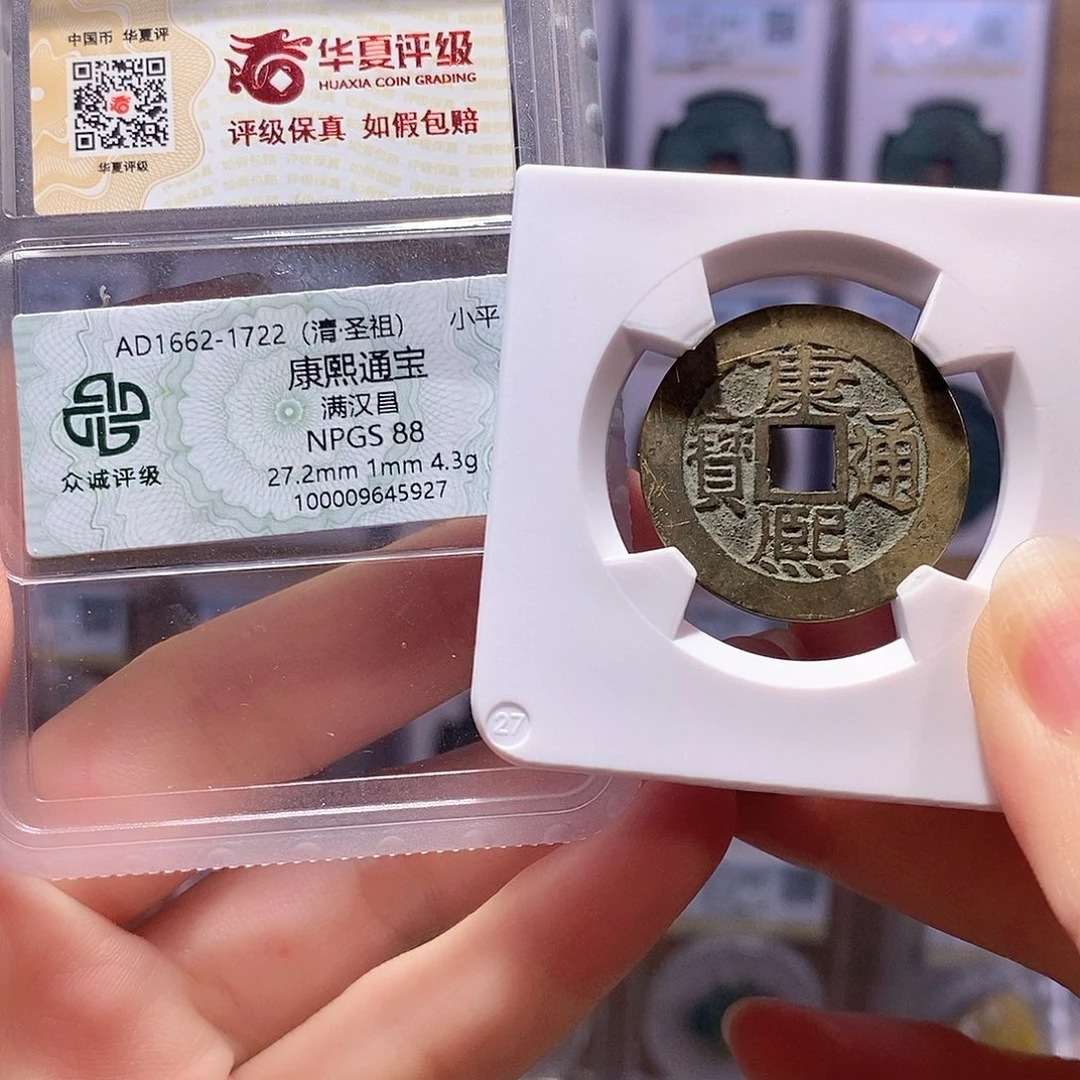 中国币 华夏评
华夏评级
HUAXIA COIN GRADING
评级保真 如假包赔
华夏评级
AD1662-1722（清·圣祖） 小平
康熙通宝
满汉昌
NPGS 88
27.2mm 1mm 4.3g
100009645927
众诚评级
康
熙
通
寶
27